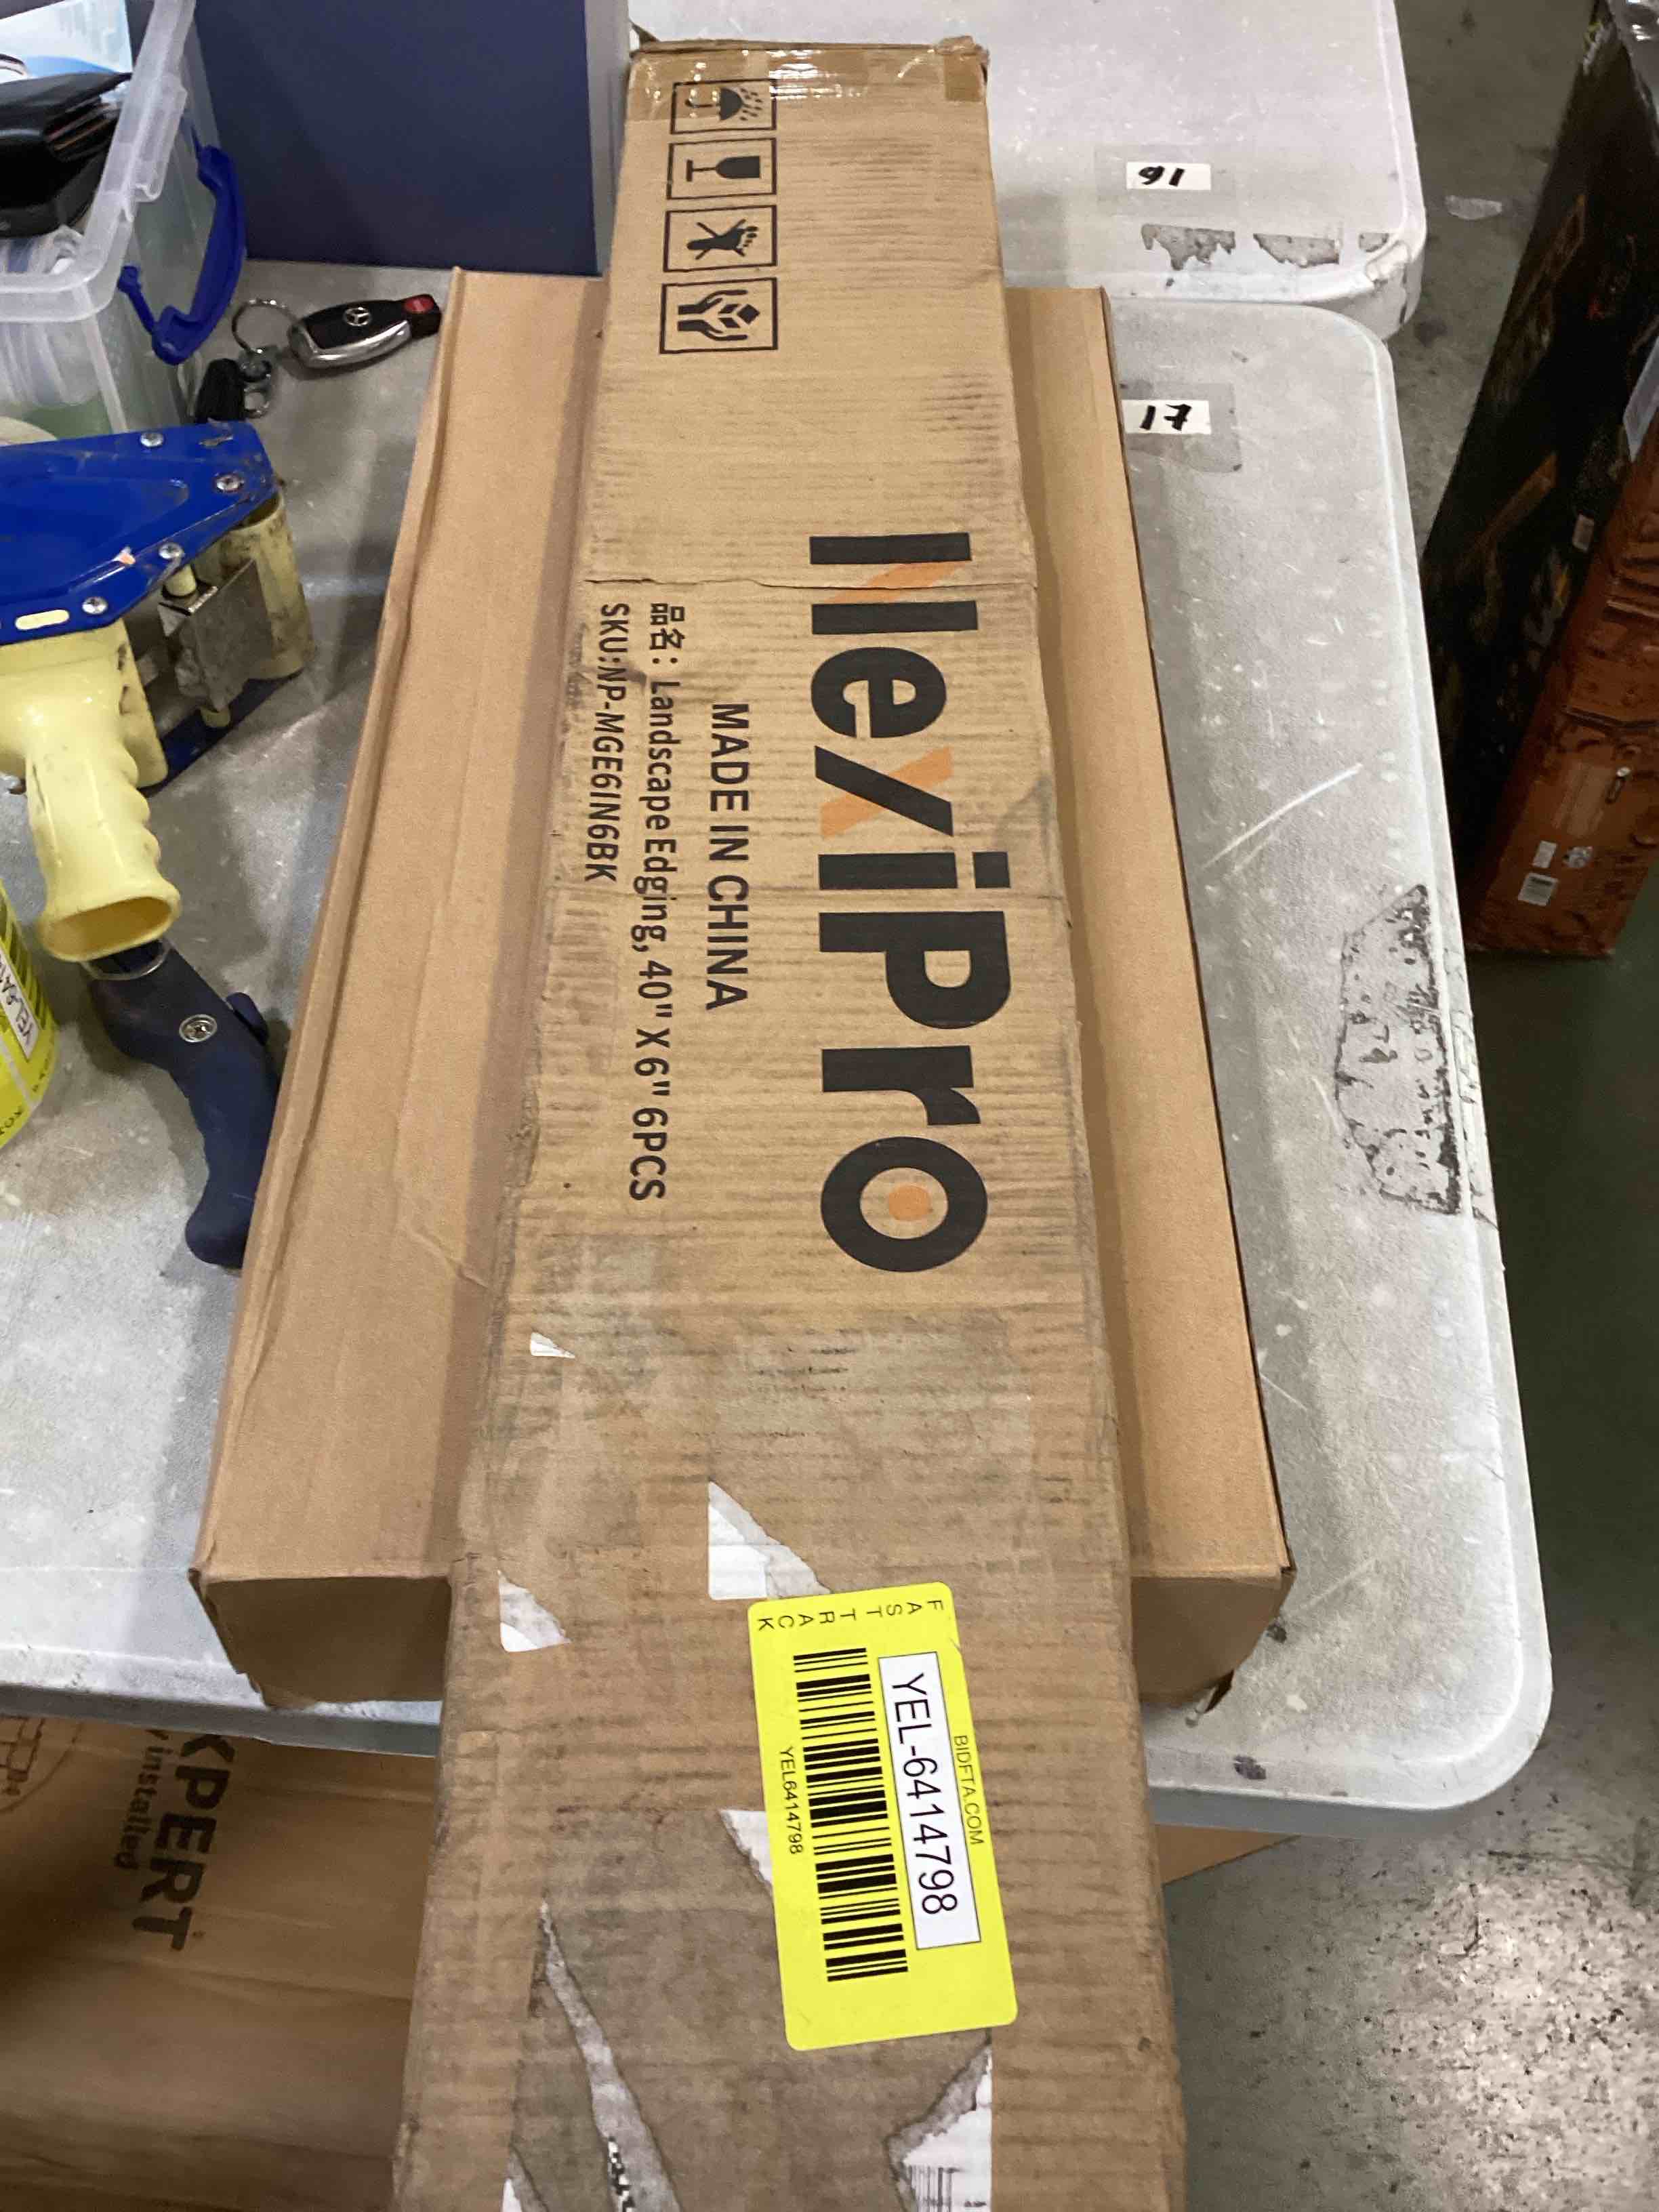 NexiPro
MADE IN CHINA
品名: Landscape Edging, 40" X 6" 6PCS
SKU:NP-MGE6IN6BK
FAST TRACK
BIDFTA.COM
YEL-6414798
YEL6414798
16
17
XPERT
installed